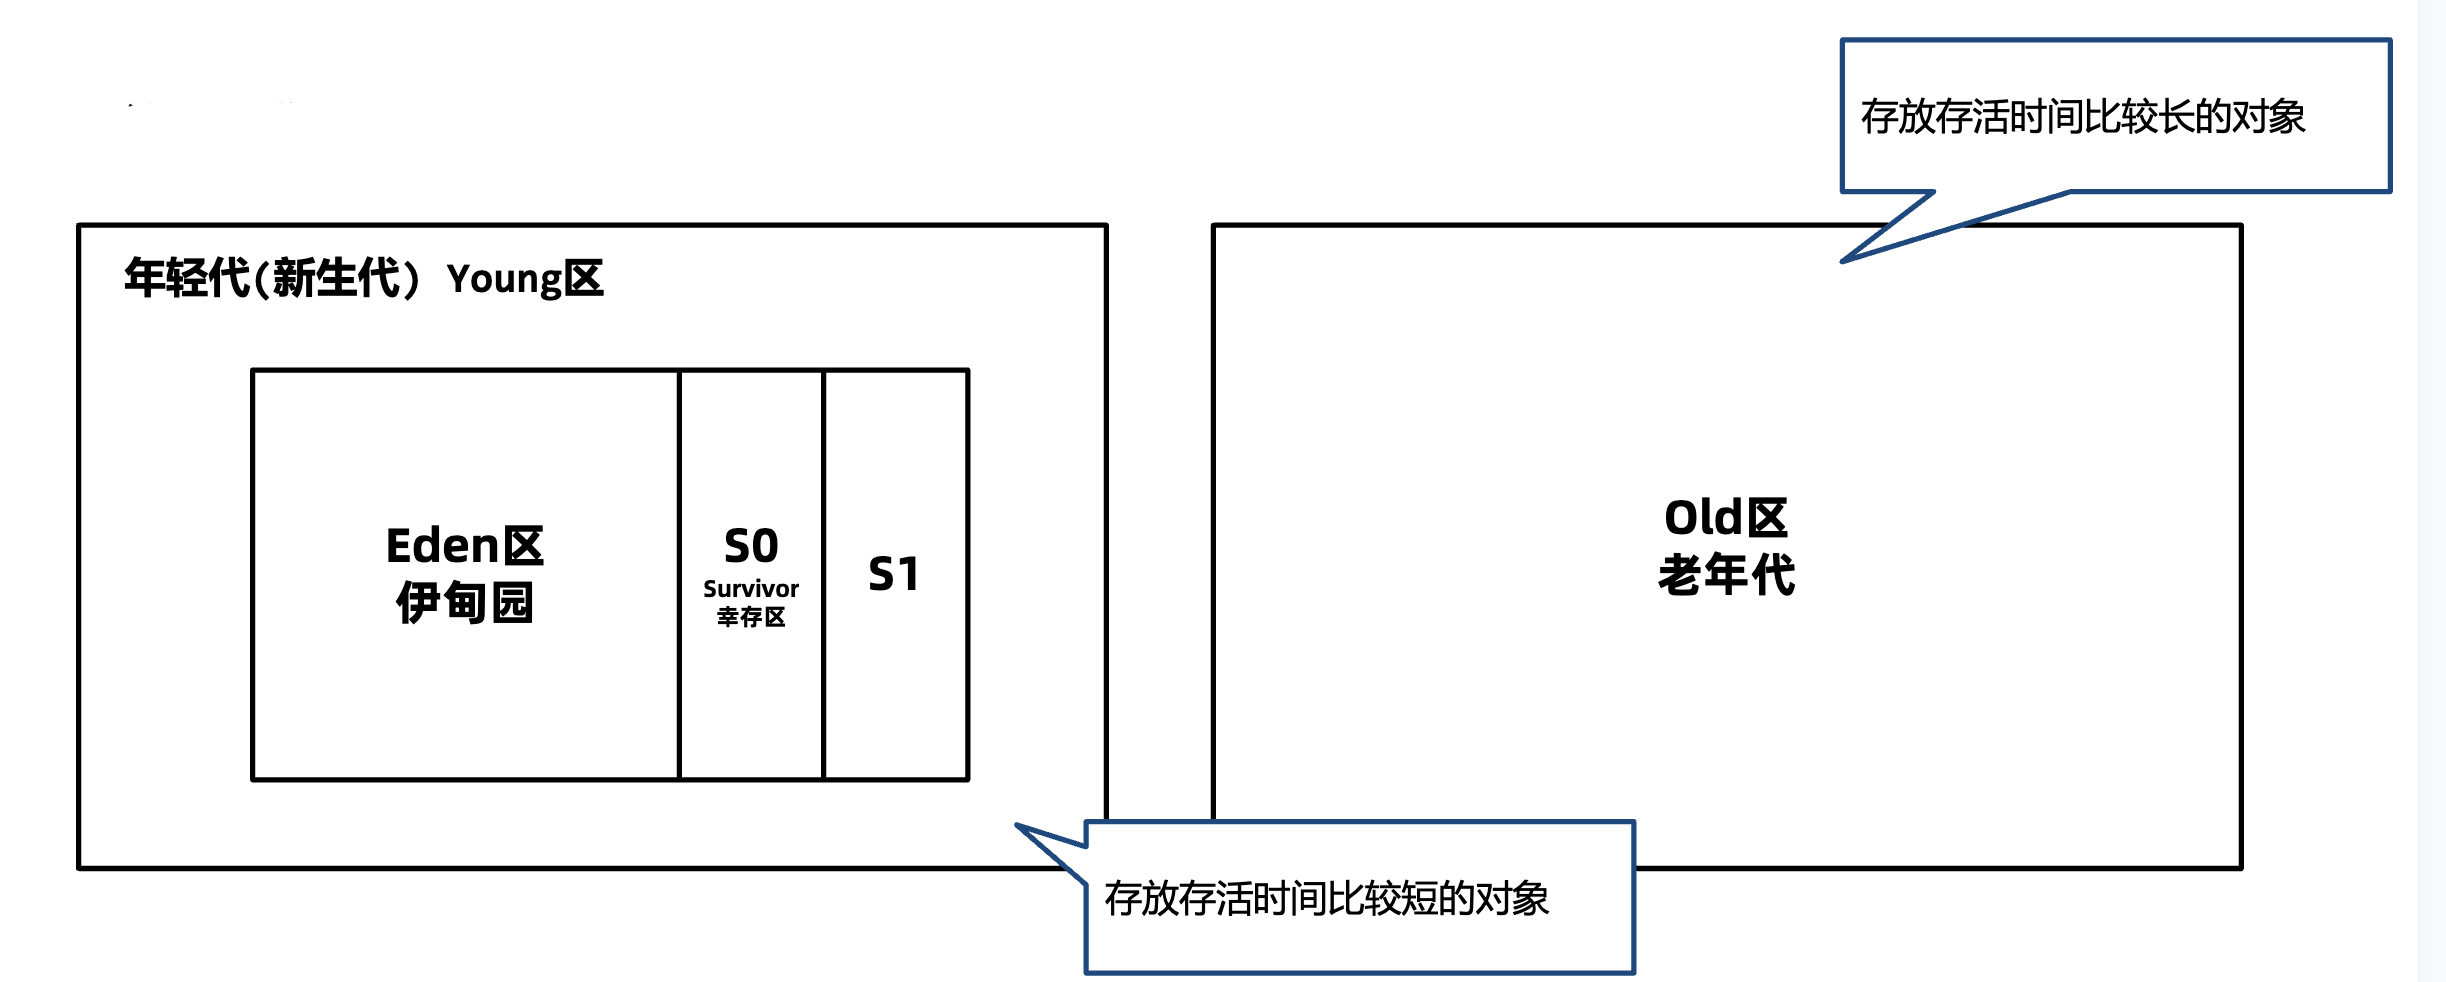 存放存活时间比较长的对象
年轻代(新生代) Young区
Eden区
伊甸园
S0
Survivor
幸存区
S1
Old区
老年代
存放存活时间比较短的对象